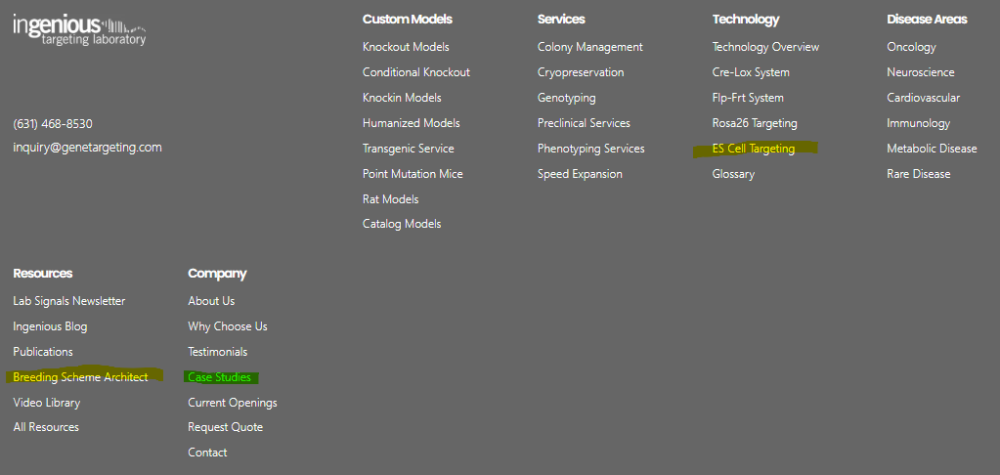 ingenious
targeting laboratory
(631) 468-8530
inquiry@genetargeting.com
Custom Models
Knockout Models
Conditional Knockout
Knockin Models
Humanized Models
Transgenic Service
Point Mutation Mice
Rat Models
Catalog Models
Services
Colony Management
Cryopreservation
Genotyping
Preclinical Services
Phenotyping Services
Speed Expansion
Technology
Technology Overview
Cre-Lox System
Flp-Frt System
Rosa26 Targeting
ES Cell Targeting
Glossary
Disease Areas
Oncology
Neuroscience
Cardiovascular
Immunology
Metabolic Disease
Rare Disease
Resources
Lab Signals Newsletter
Ingenious Blog
Publications
Breeding Scheme Architect
Video Library
All Resources
Company
About Us
Why Choose Us
Testimonials
Case Studies
Current Openings
Request Quote
Contact